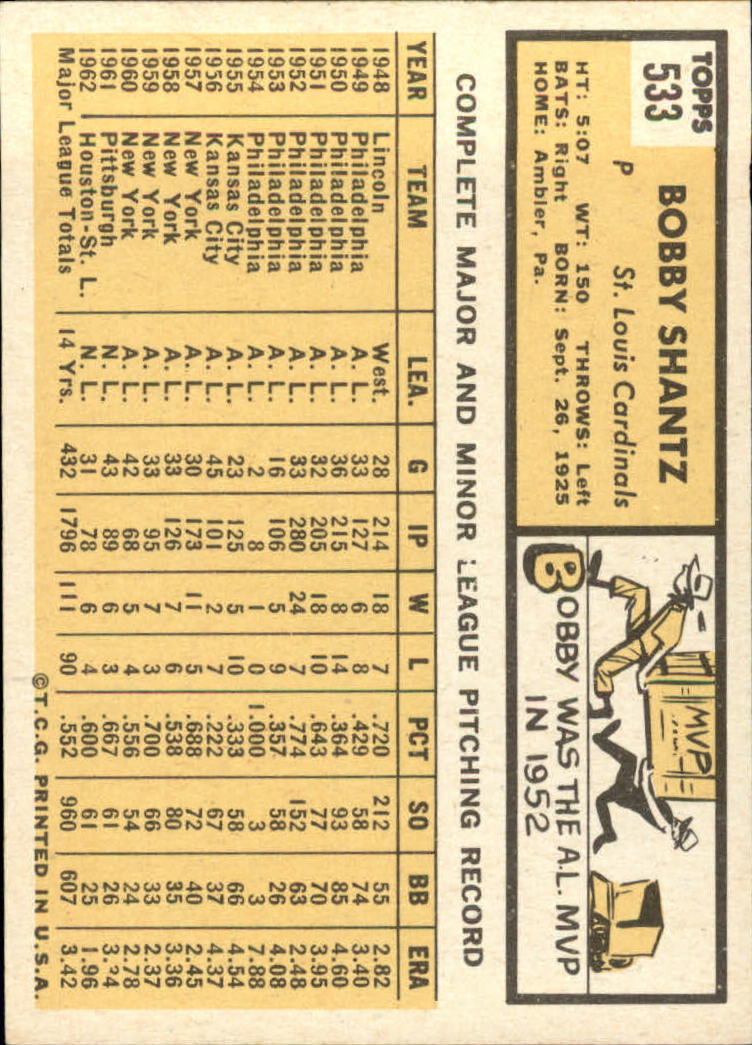 TOPPS
533
BOBBY SHANTZ
P St. Louis Cardinals
HT: 5:07 WT: 150 THROWS: Left
BATS: Right BORN: Sept. 26, 1925
HOME: Ambler, Pa.
MVP
BOBBY WAS THE A.L. MVP
IN 1952
COMPLETE MAJOR AND MINOR LEAGUE PITCHING RECORD
YEAR TEAM LEA. G IP W L PCT SO BB ERA
1948 Lincoln West. 28 214 18 7 .720 212 55 2.82
1949 Philadelphia A. L. 33 127 6 8 .429 58 74 3.40
1950 Philadelphia A. L. 36 215 8 14 .364 93 85 4.60
1951 Philadelphia A. L. 32 205 18 10 .643 77 70 3.95
1952 Philadelphia A. L. 33 280 24 7 .774 152 63 2.48
1953 Philadelphia A. L. 16 106 5 9 .357 58 26 4.08
1954 Philadelphia A. L. 2 8 1 0 1.000 3 3 7.88
1955 Kansas City A. L. 23 125 5 10 .333 58 66 4.54
1956 Kansas City A. L. 45 101 2 7 .222 67 37 4.37
1957 New York A. L. 30 173 11 5 .688 72 40 2.45
1958 New York A. L. 33 126 7 6 .538 80 35 3.36
1959 New York A. L. 33 95 7 3 .700 66 33 2.37
1960 New York A. L. 42 68 5 4 .556 54 24 2.78
1961 Pittsburgh N. L. 43 89 6 3 .667 61 26 3.34
1962 Houston-St. L. N. L. 31 78 6 4 .600 61 25 1.96
Major League Totals 14 Yrs. 432 1796 111 90 .552 960 607 3.42
©T.C.G. PRINTED IN U.S.A.